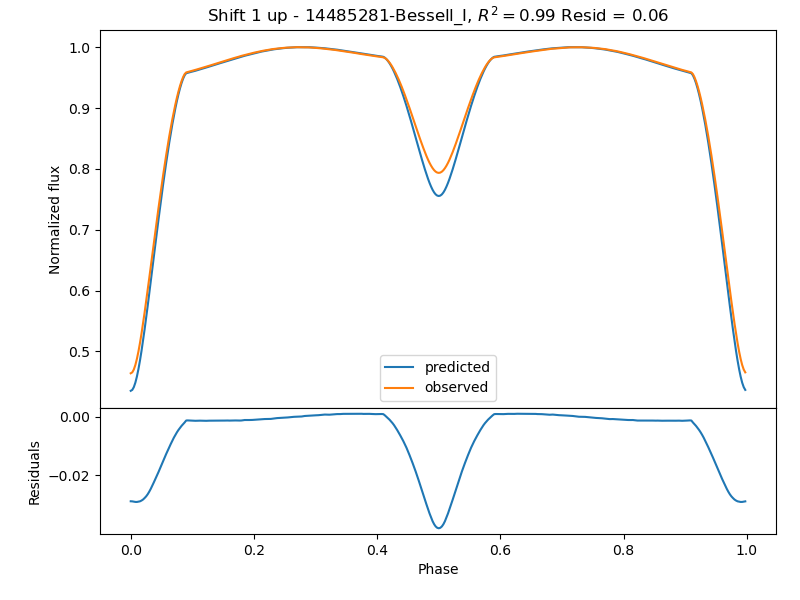 Shift 1 up - 14485281-Bessell_I, R² = 0.99 Resid = 0.06
Normalized flux
1.0
0.9
0.8
0.7
0.6
0.5
predicted
observed
Residuals
0.00
−0.02
0.0 0.2 0.4 0.6 0.8 1.0
Phase